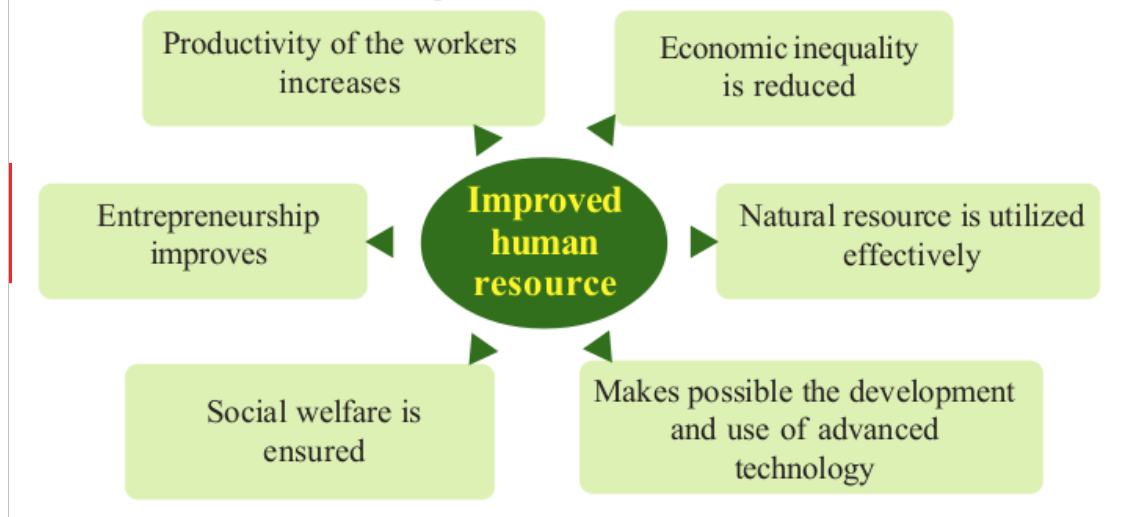 Productivity of the workers
increases
Economic inequality
is reduced
Entrepreneurship
improves
Improved
human
resource
Natural resource is utilized
effectively
Social welfare is
ensured
Makes possible the development
and use of advanced
technology